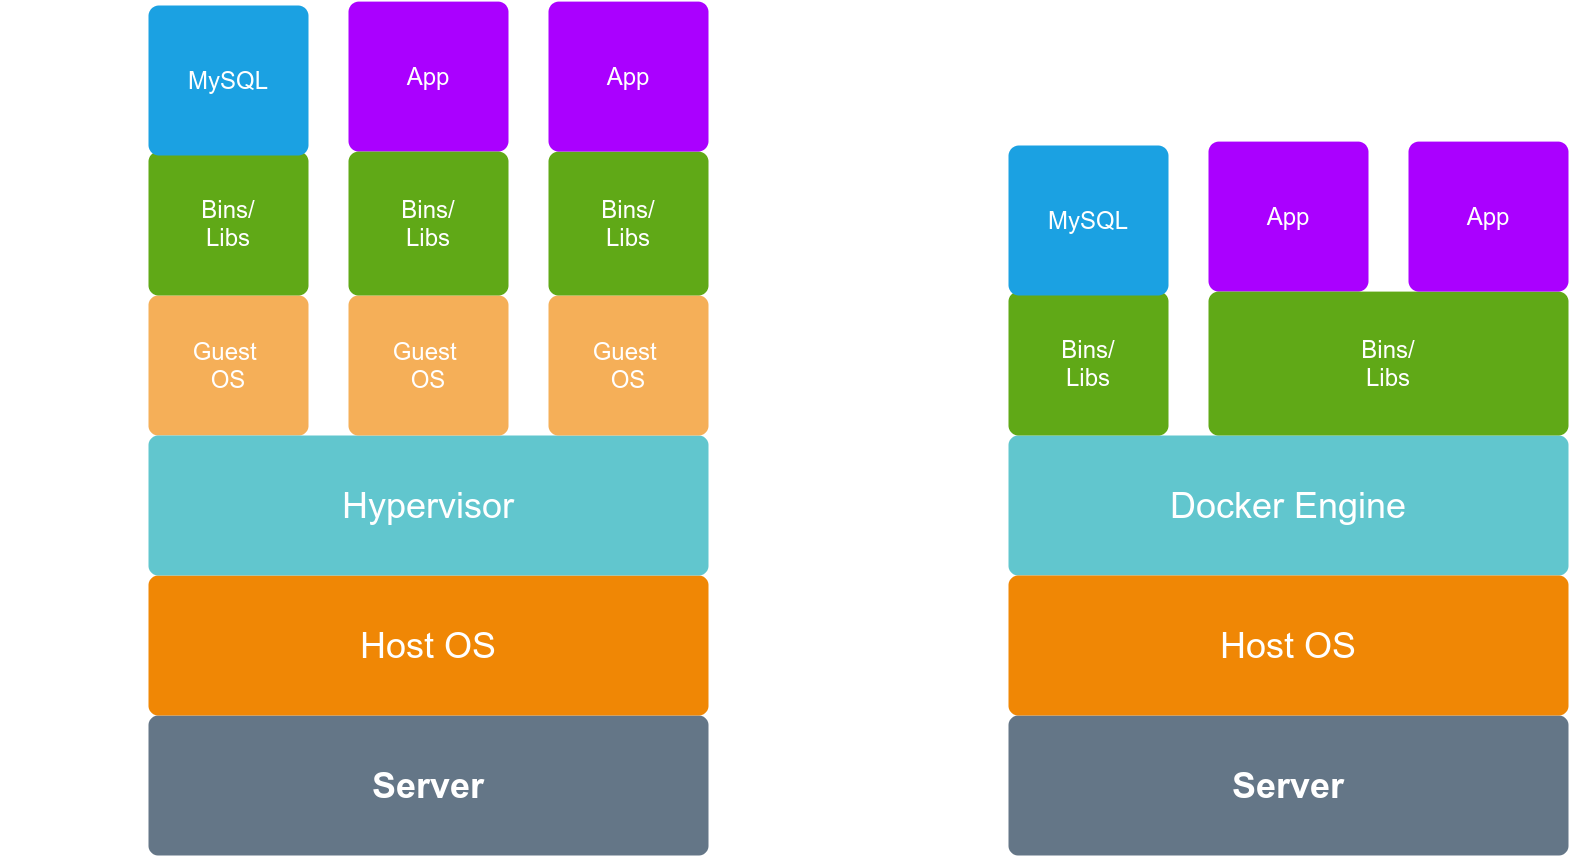 MySQL
App
App
Bins/
Libs
Bins/
Libs
Bins/
Libs
Guest
OS
Guest
OS
Guest
OS
Hypervisor
Host OS
Server
MySQL
App
App
Bins/
Libs
Bins/
Libs
Docker Engine
Host OS
Server